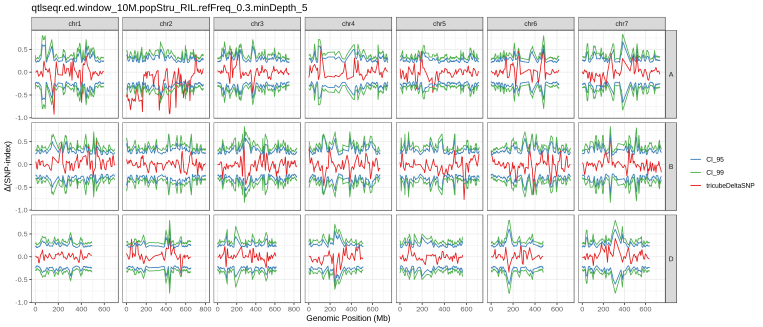 qtlseqr.ed.window_10M.popStru_RIL.refFreq_0.3.minDepth_5
chr1 chr2 chr3 chr4 chr5 chr6 chr7
0.5
0.0
-0.5
-1.0
A
0.5
0.0
-0.5
-1.0
B
0.5
0.0
-0.5
-1.0
D
Δ(SNP-index)
CI_95
CI_99
tricubeDeltaSNP
0 200 400 600 0 200 400 600 800 0 200 400 600 0 200 400 600 800 0 200 400 600 0 200 400 600 0 200 400 600
Genomic Position (Mb)